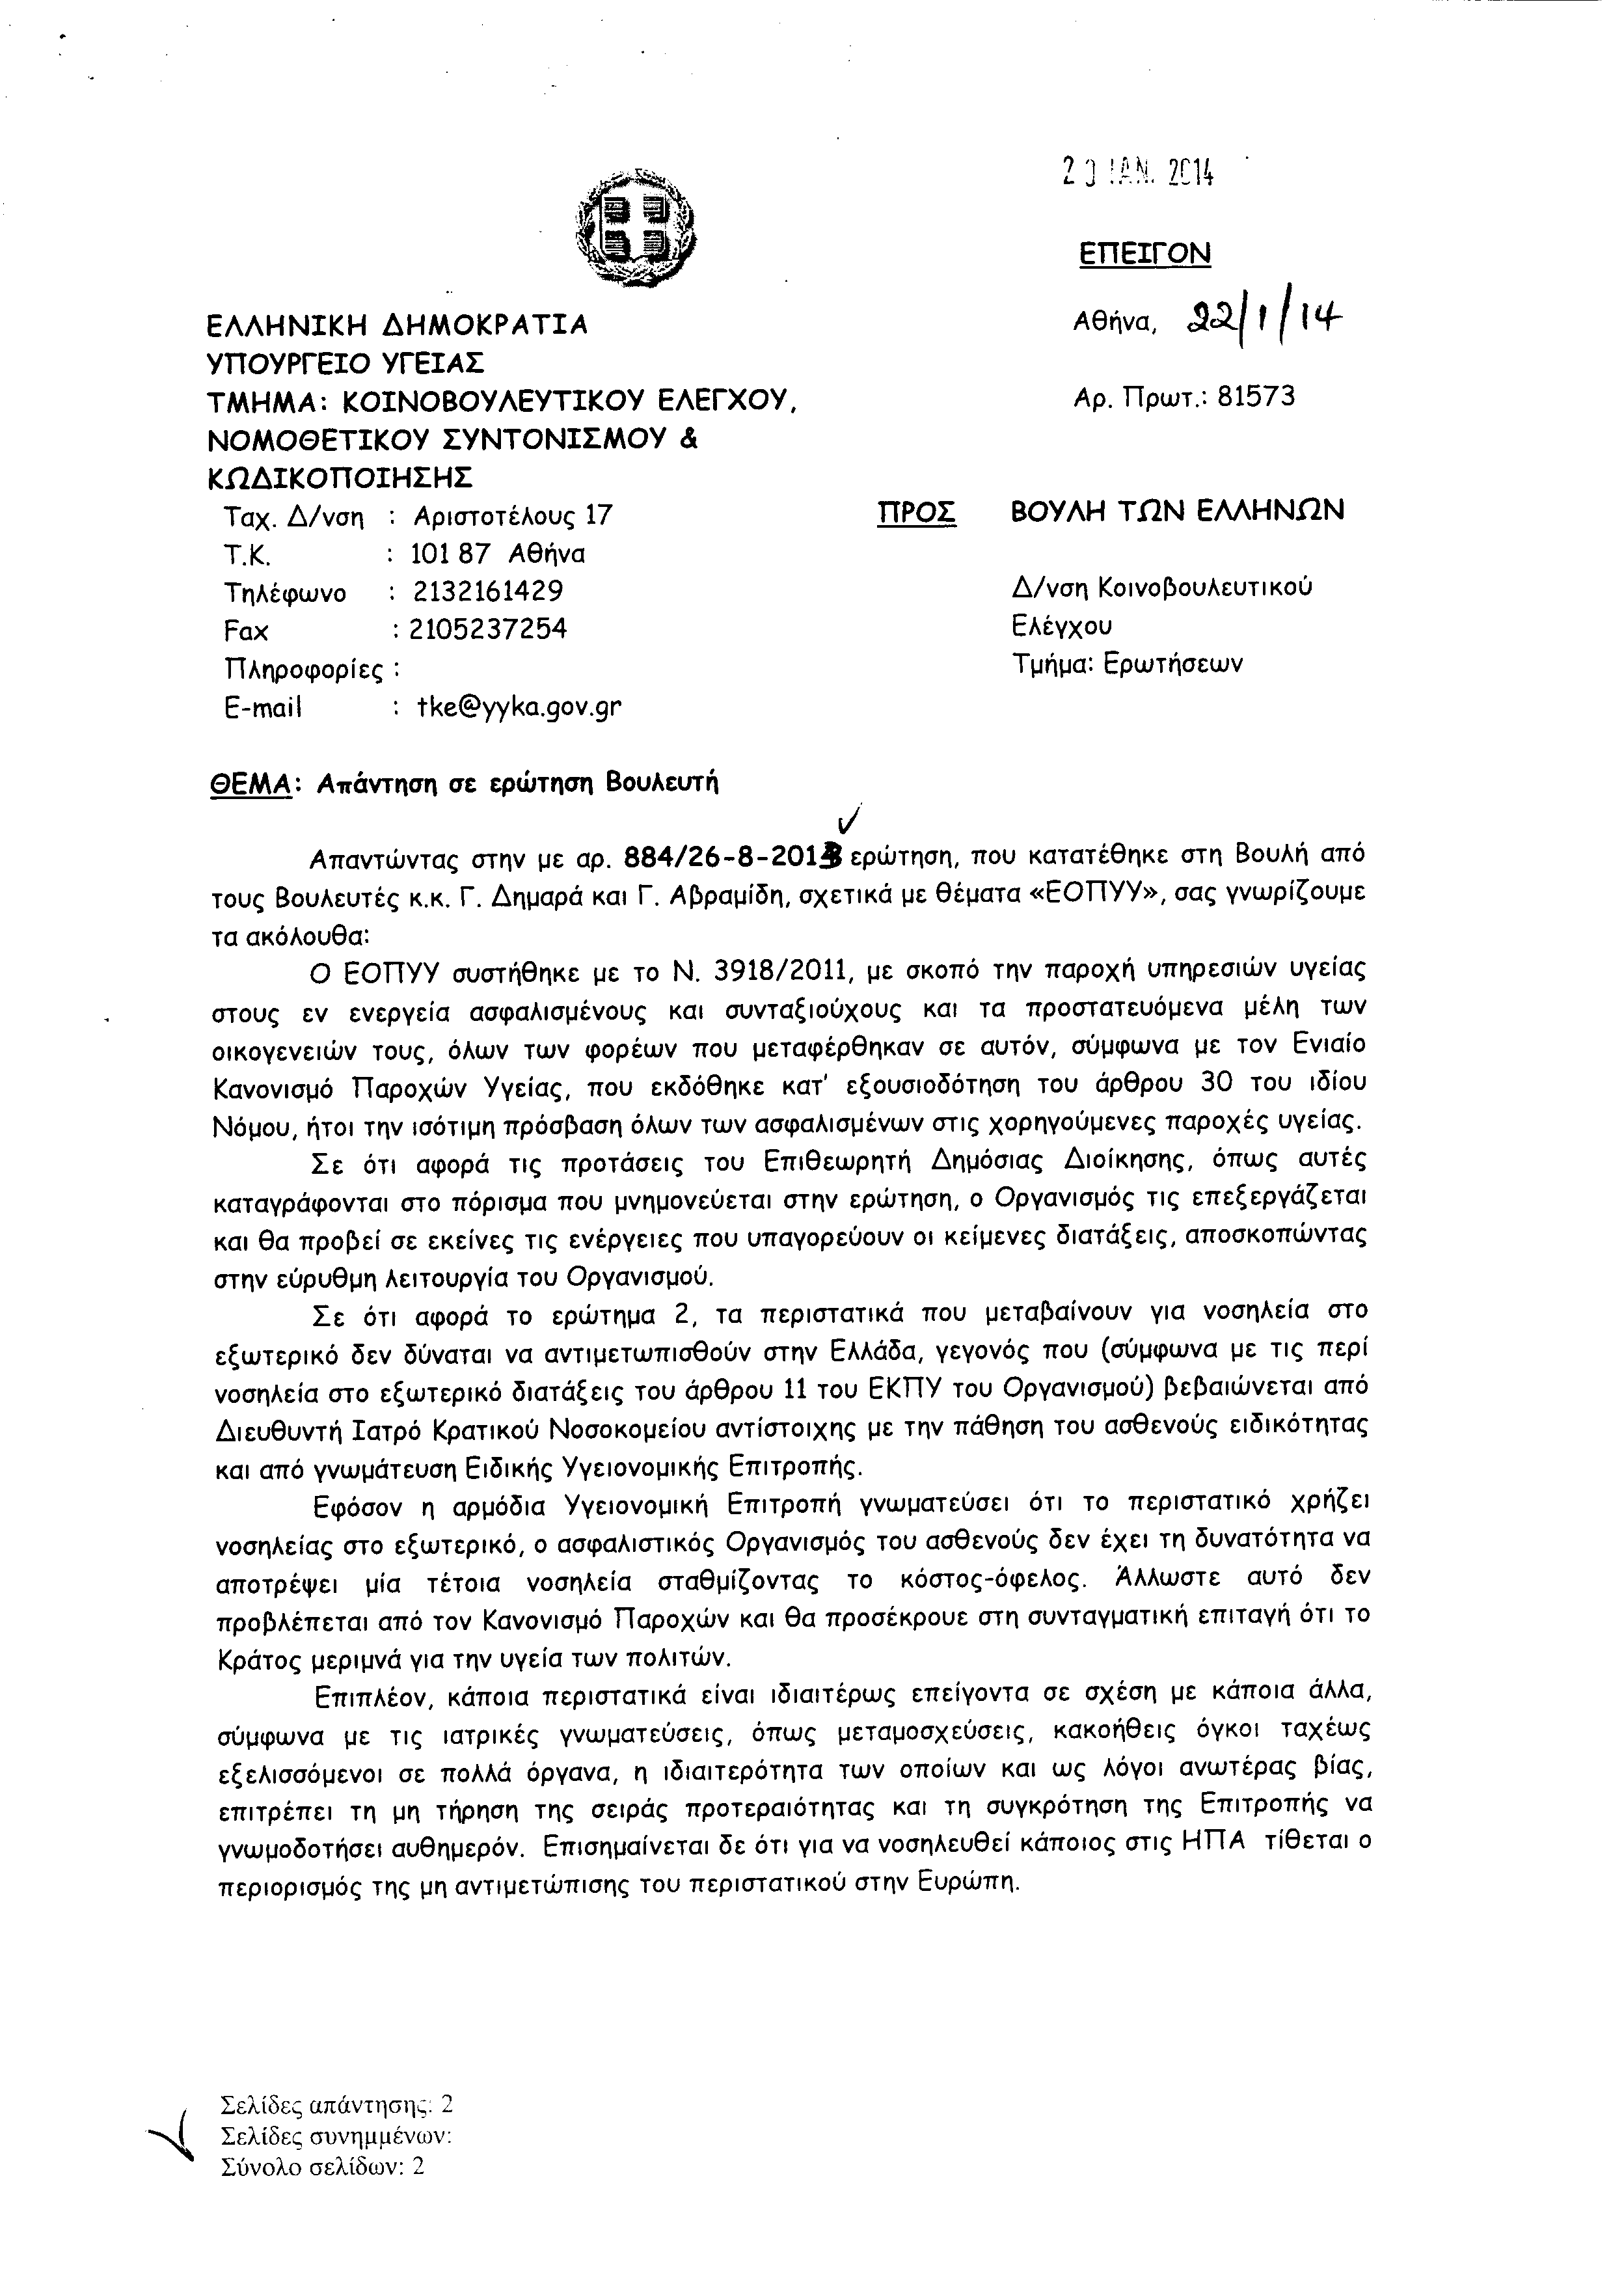 2 IAN. 2014
ΕΠΕΙΓΟΝ
ΕΛΛΗΝΙΚΗ ΔΗΜΟΚΡΑΤΙΑ
Αθήνα, 22/1/14
ΥΠΟΥΡΓΕΙΟ ΥΓΕΙΑΣ
ΤΜΗΜΑ: ΚΟΙΝΟΒΟΥΛΕΥΤΙΚΟΥ ΕΛΕΓΧΟΥ,
Αρ. Πρωτ.: 81573
ΝΟΜΟΘΕΤΙΚΟΥ ΣΥΝΤΟΝΙΣΜΟΥ &
ΚΩΔΙΚΟΠΟΙΗΣΗΣ
Ταχ. Δ/νση : Αριστοτέλους 17
ΠΡΟΣ ΒΟΥΛΗ ΤΩΝ ΕΛΛΗΝΩΝ
Τ.Κ. : 101 87 Αθήνα
Τηλέφωνο : 2132161429
Δ/νση Κοινοβουλευτικού
Fax : 2105237254
Ελέγχου
Πληροφορίες :
Τμήμα: Ερωτήσεων
E-mail : tke@yyka.gov.gr
ΘΕΜΑ: Απάντηση σε ερώτηση Βουλευτή
Απαντώντας στην με αρ. 884/26-8-2013 ερώτηση, που κατατέθηκε στη Βουλή από
τους Βουλευτές κ.κ. Γ. Δημαρά και Γ. Αβραμίδη, σχετικά με θέματα «ΕΟΠΥΥ», σας γνωρίζουμε
τα ακόλουθα:
Ο ΕΟΠΥΥ συστήθηκε με το Ν. 3918/2011, με σκοπό την παροχή υπηρεσιών υγείας
στους εν ενεργεία ασφαλισμένους και συνταξιούχους και τα προστατευόμενα μέλη των
οικογενειών τους, όλων των φορέων που μεταφέρθηκαν σε αυτόν, σύμφωνα με τον Ενιαίο
Κανονισμό Παροχών Υγείας, που εκδόθηκε κατ' εξουσιοδότηση του άρθρου 30 του ιδίου
Νόμου, ήτοι την ισότιμη πρόσβαση όλων των ασφαλισμένων στις χορηγούμενες παροχές υγείας.
Σε ότι αφορά τις προτάσεις του Επιθεωρητή Δημόσιας Διοίκησης, όπως αυτές
καταγράφονται στο πόρισμα που μνημονεύεται στην ερώτηση, ο Οργανισμός τις επεξεργάζεται
και θα προβεί σε εκείνες τις ενέργειες που υπαγορεύουν οι κείμενες διατάξεις, αποσκοπώντας
στην εύρυθμη λειτουργία του Οργανισμού.
Σε ότι αφορά το ερώτημα 2, τα περιστατικά που μεταβαίνουν για νοσηλεία στο
εξωτερικό δεν δύναται να αντιμετωπισθούν στην Ελλάδα, γεγονός που (σύμφωνα με τις περί
νοσηλεία στο εξωτερικό διατάξεις του άρθρου 11 του ΕΚΠΥ του Οργανισμού) βεβαιώνεται από
Διευθυντή Ιατρό Κρατικού Νοσοκομείου αντίστοιχης με την πάθηση του ασθενούς ειδικότητας
και από γνωμάτευση Ειδικής Υγειονομικής Επιτροπής.
Εφόσον η αρμόδια Υγειονομική Επιτροπή γνωματεύσει ότι το περιστατικό χρήζει
νοσηλείας στο εξωτερικό, ο ασφαλιστικός Οργανισμός του ασθενούς δεν έχει τη δυνατότητα να
αποτρέψει μία τέτοια νοσηλεία σταθμίζοντας το κόστος-όφελος. Άλλωστε αυτό δεν
προβλέπεται από τον Κανονισμό Παροχών και θα προσέκρουε στη συνταγματική επιταγή ότι το
Κράτος μεριμνά για την υγεία των πολιτών.
Επιπλέον, κάποια περιστατικά είναι ιδιαιτέρως επείγοντα σε σχέση με κάποια άλλα,
σύμφωνα με τις ιατρικές γνωματεύσεις, όπως μεταμοσχεύσεις, κακοήθεις όγκοι ταχέως
εξελισσόμενοι σε πολλά όργανα, η ιδιαιτερότητα των οποίων και ως λόγοι ανωτέρας βίας,
επιτρέπει τη μη τήρηση της σειράς προτεραιότητας και τη συγκρότηση της Επιτροπής να
γνωμοδοτήσει αυθημερόν. Επισημαίνεται δε ότι για να νοσηλευθεί κάποιος στις ΗΠΑ τίθεται ο
περιορισμός της μη αντιμετώπισης του περιστατικού στην Ευρώπη.
Σελίδες απάντησης: 2
Σελίδες συνημμένων:
Σύνολο σελίδων: 2